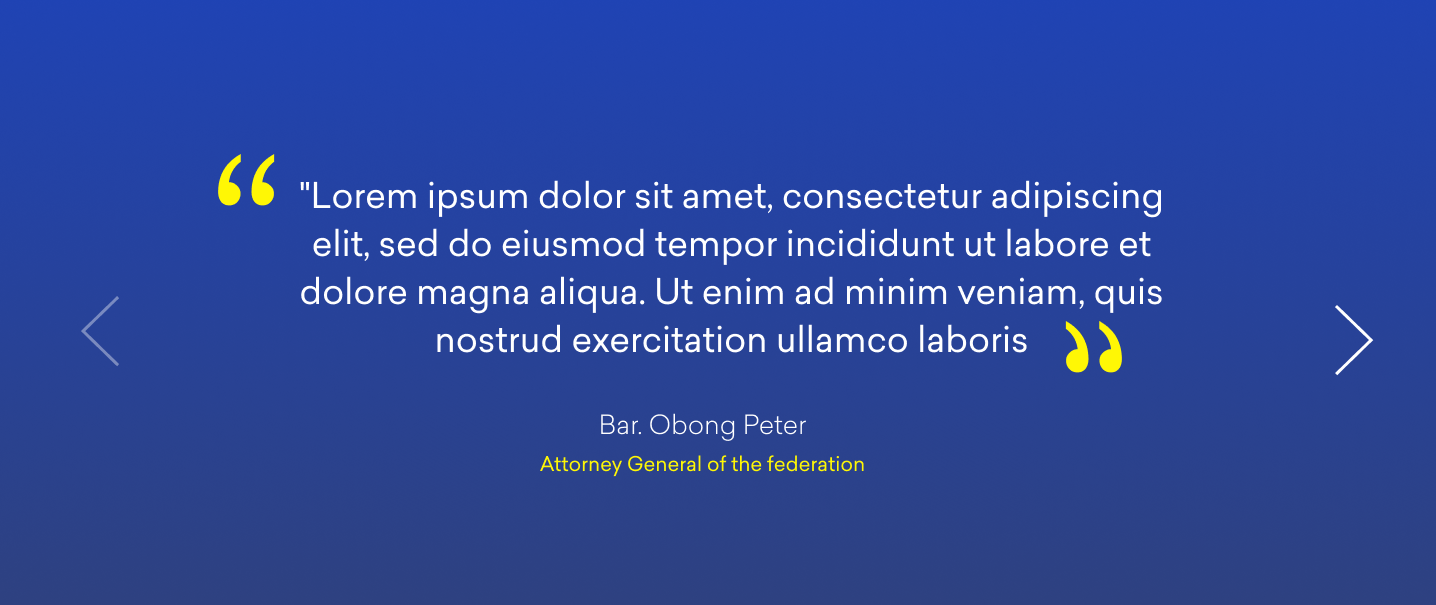 “ "Lorem ipsum dolor sit amet, consectetur adipiscing
elit, sed do eiusmod tempor incididunt ut labore et
dolore magna aliqua. Ut enim ad minim veniam, quis
nostrud exercitation ullamco laboris ”
Bar. Obong Peter
Attorney General of the federation